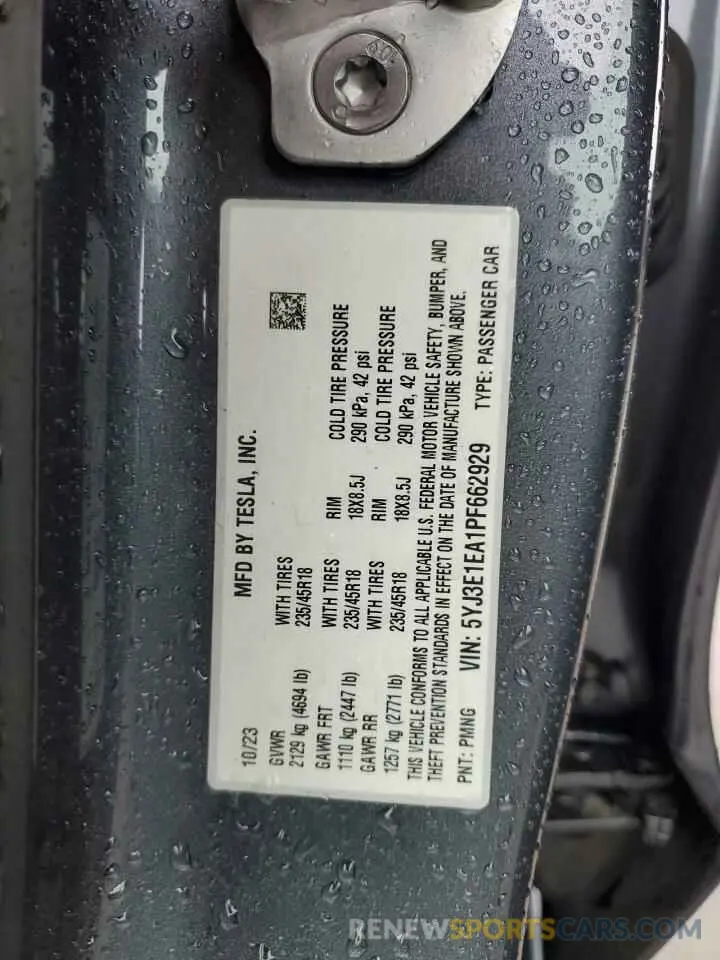 MFD BY TESLA, INC.
10/23
GVWR WITH TIRES
2129 kg (4694 lb) 235/45R18
GAWR FRT WITH TIRES RIM COLD TIRE PRESSURE
1110 kg (2447 lb) 235/45R18 18X8.5J 290 kPa, 42 psi
GAWR RR WITH TIRES RIM COLD TIRE PRESSURE
1257 kg (2771 lb) 235/45R18 18X8.5J 290 kPa, 42 psi
THIS VEHICLE CONFORMS TO ALL APPLICABLE U.S. FEDERAL MOTOR VEHICLE SAFETY, BUMPER, AND
THEFT PREVENTION STANDARDS IN EFFECT ON THE DATE OF MANUFACTURE SHOWN ABOVE.
PNT: PMNG VIN: 5YJ3E1EA1PF662929 TYPE: PASSENGER CAR
RENEWSPORTSCARS.COM